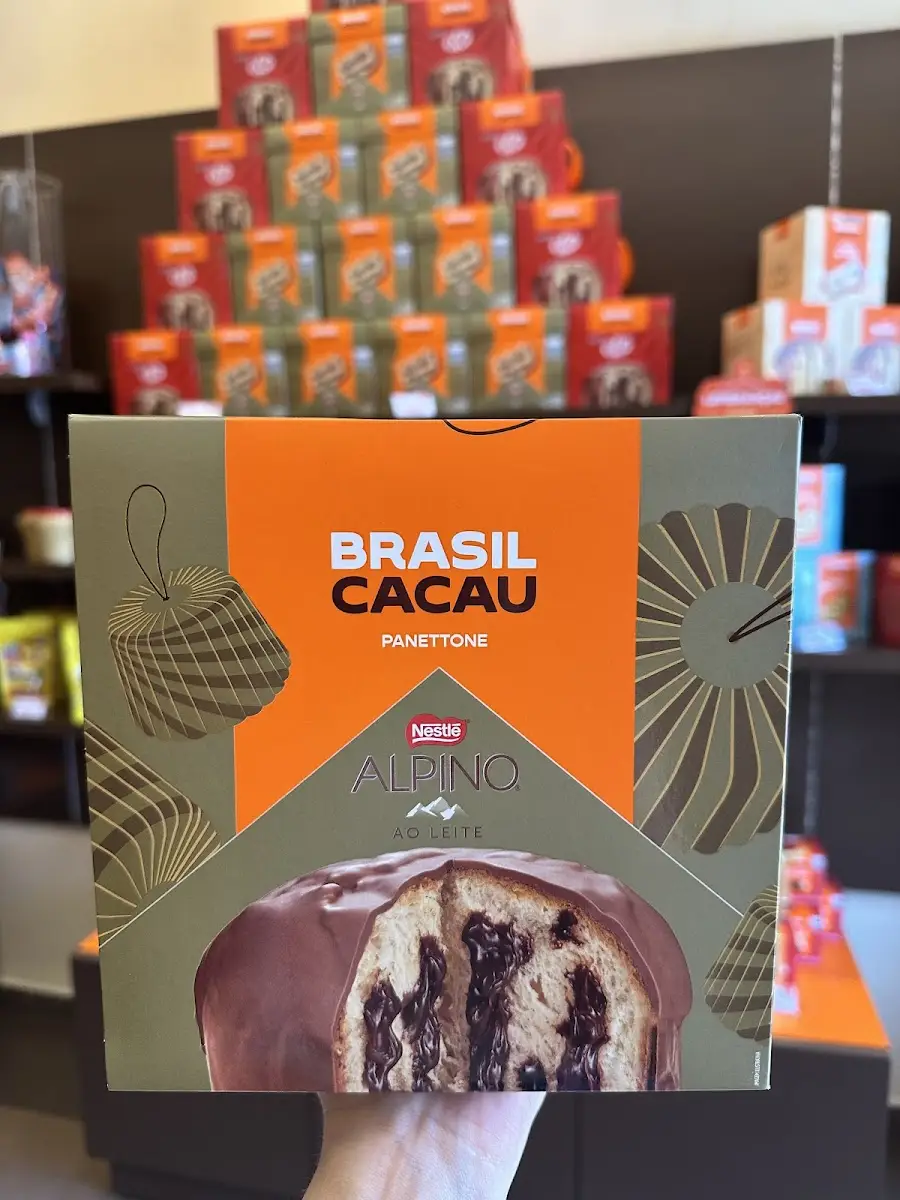 BRASIL
CACAU
PANETTONE
Nestlé
ALPINO
AO LEITE